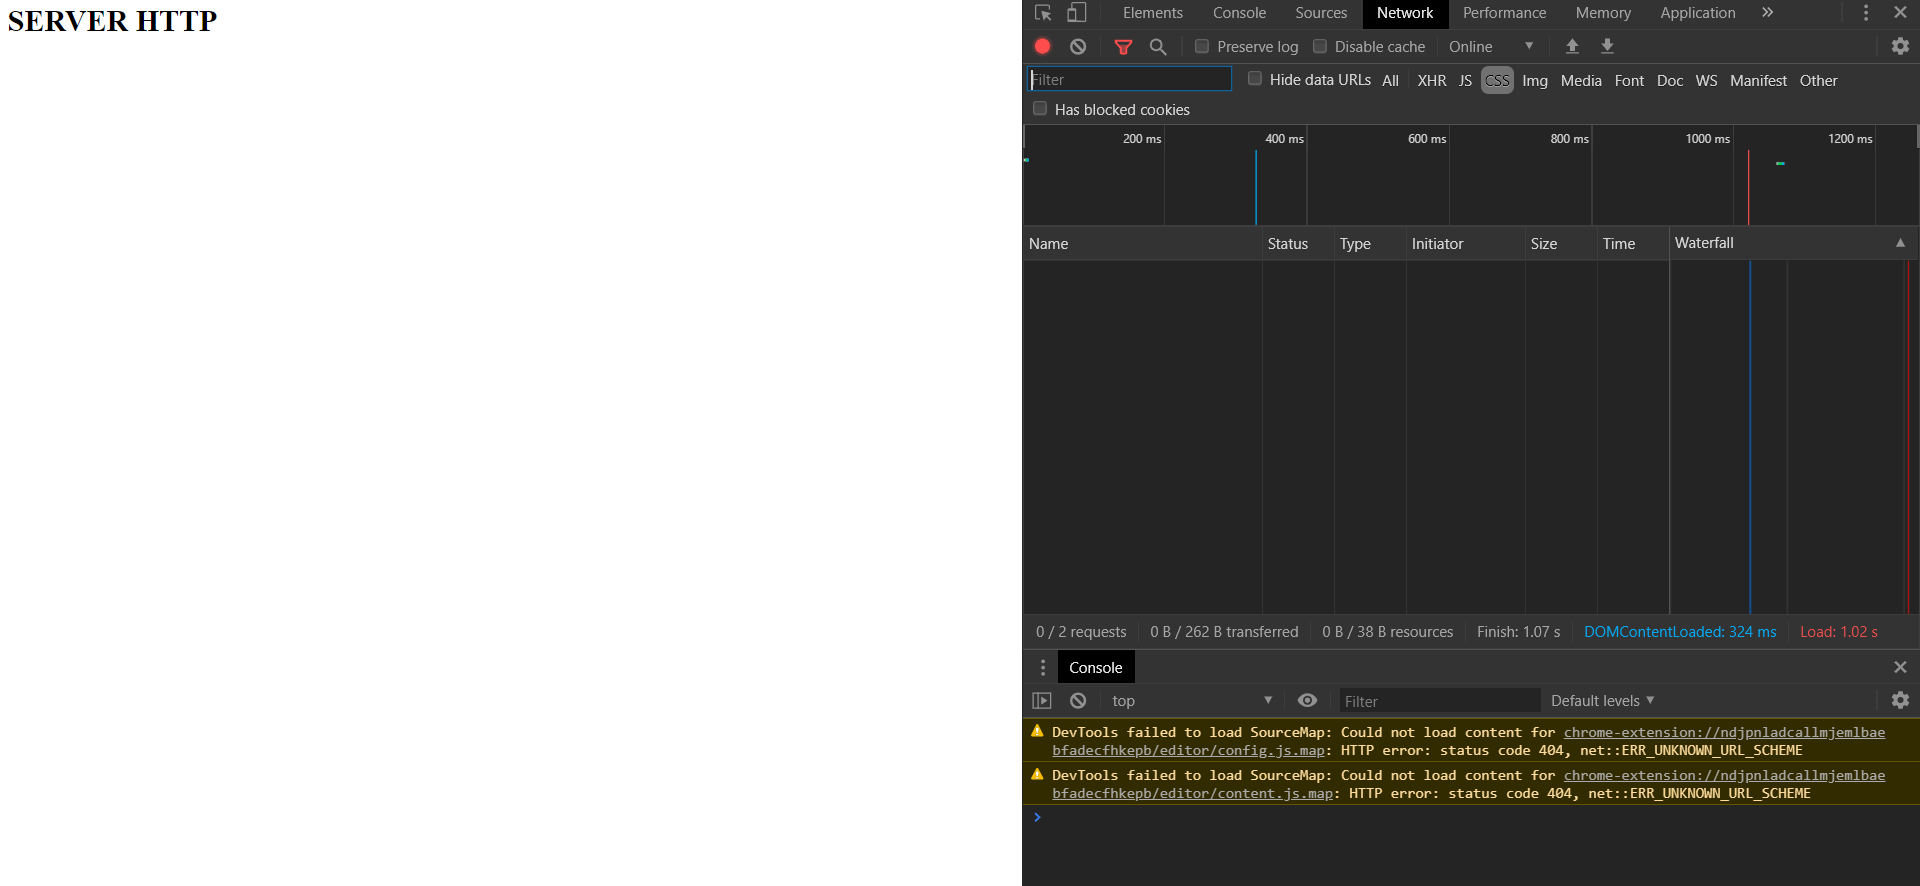 SERVER HTTP
Elements Console Sources Network Performance Memory Application »
Preserve log Disable cache Online
Filter Hide data URLs All XHR JS CSS Img Media Font Doc WS Manifest Other
Has blocked cookies
200 ms 400 ms 600 ms 800 ms 1000 ms 1200 ms
Name Status Type Initiator Size Time Waterfall
0 / 2 requests 0 B / 262 B transferred 0 B / 38 B resources Finish: 1.07 s DOMContentLoaded: 324 ms Load: 1.02 s
Console
top Filter Default levels
DevTools failed to load SourceMap: Could not load content for chrome-extension://ndjpnladcallmjemlbae
bfadecfhkepb/editor/config.js.map: HTTP error: status code 404, net::ERR_UNKNOWN_URL_SCHEME
DevTools failed to load SourceMap: Could not load content for chrome-extension://ndjpnladcallmjemlbae
bfadecfhkepb/editor/content.js.map: HTTP error: status code 404, net::ERR_UNKNOWN_URL_SCHEME